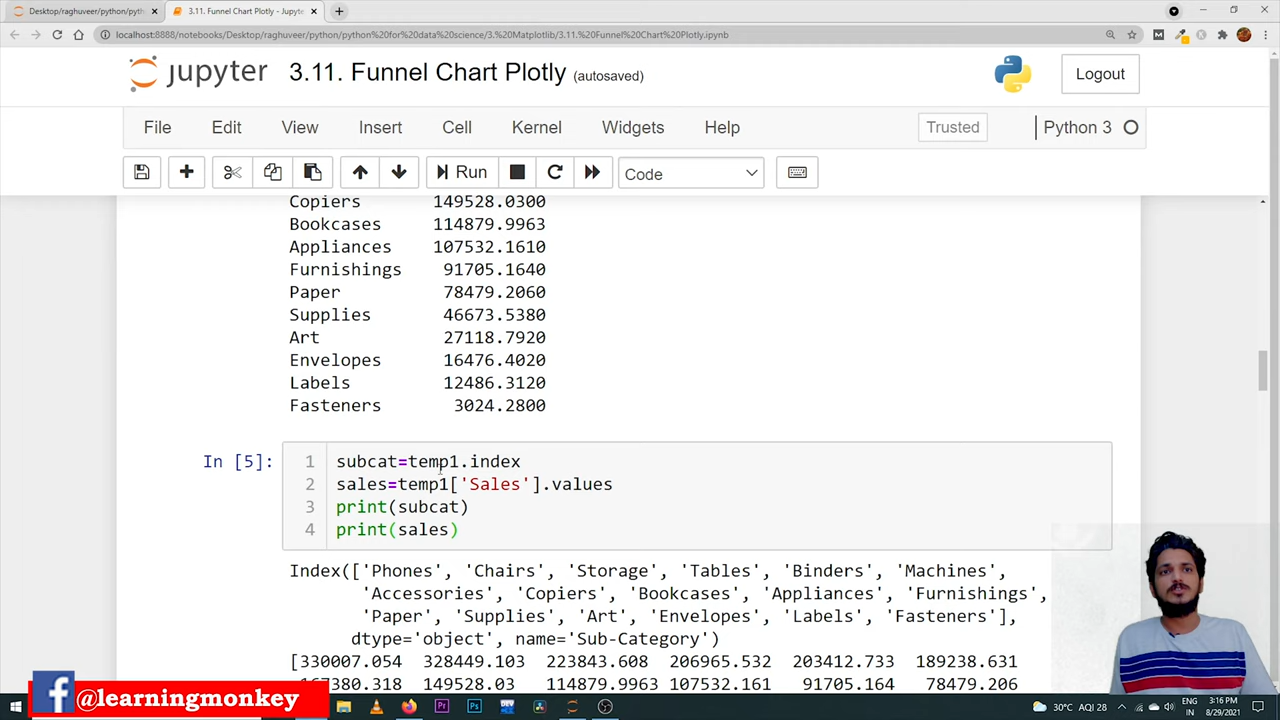 Desktop/raghuveer/python/pyth
3.11. Funnel Chart Plotly - Jupyte
localhost:8888/notebooks/Desktop/raghuveer/python/python%20for%20data%20science/3.%20Matplotlib/3.11.%20Funnel%20Chart%20Plotly.ipynb
jupyter 3.11. Funnel Chart Plotly (autosaved)
Logout
File Edit View Insert Cell Kernel Widgets Help
Trusted
Python 3
Run
Code
Copiers 149528.0300
Bookcases 114879.9963
Appliances 107532.1610
Furnishings 91705.1640
Paper 78479.2060
Supplies 46673.5380
Art 27118.7920
Envelopes 16476.4020
Labels 12486.3120
Fasteners 3024.2800
In [5]:
1 subcat=temp1.index
2 sales=temp1['Sales'].values
3 print(subcat)
4 print(sales)
Index(['Phones', 'Chairs', 'Storage', 'Tables', 'Binders', 'Machines',
'Accessories', 'Copiers', 'Bookcases', 'Appliances', 'Furnishings',
'Paper', 'Supplies', 'Art', 'Envelopes', 'Labels', 'Fasteners'],
dtype='object', name='Sub-Category')
[330007.054 328449.103 223843.608 206965.532 203412.733 189238.631
167380.318 149528.03 114879.9963 107532.161 91705.164 78479.206
f @learningmonkey
30°C AQI 28
ENG
IN
3:16 PM
8/29/2021